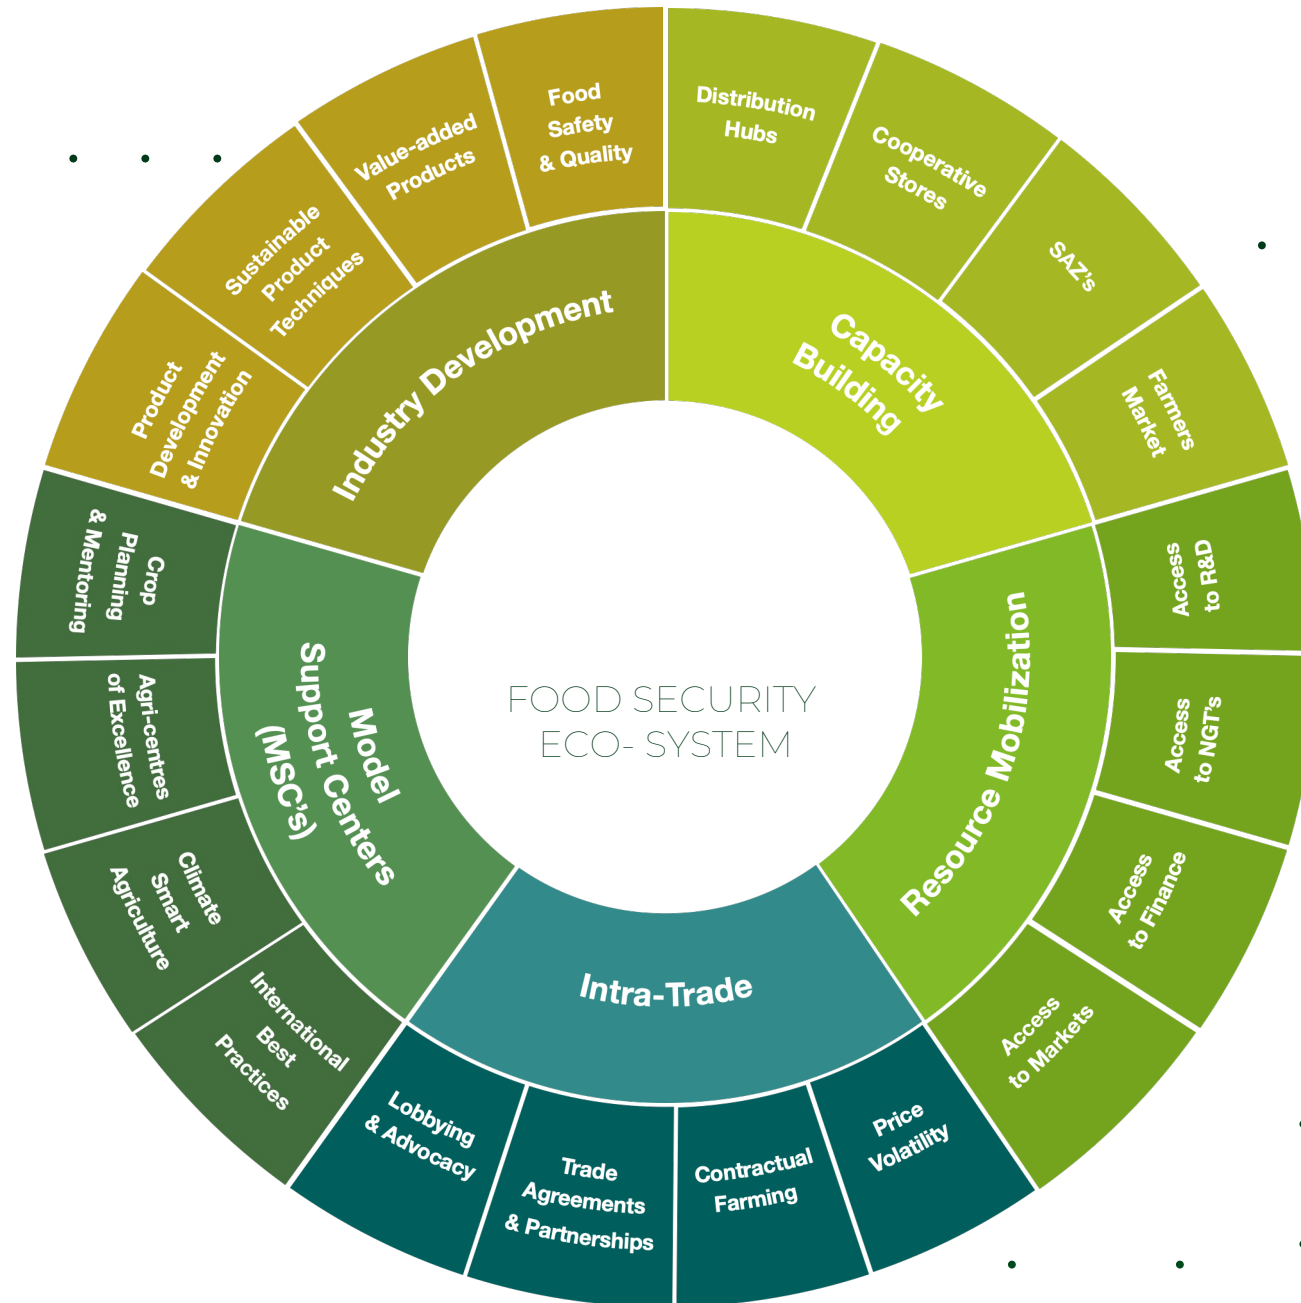 FOOD SECURITY
ECO- SYSTEM
Capacity
Building
Distribution
Hubs
Cooperative
Stores
SAZ's
Farmers
Market
Resource Mobilization
Access
to R&D
Access
to NGT's
Access
to Finance
Access
to Markets
Intra-Trade
Price
Volatility
Contractual
Farming
Trade
Agreements
& Partnerships
Lobbying
& Advocacy
Model
Support Centers
(MSC's)
International
Best
Practices
Climate
Smart
Agriculture
Agri-centres
of Excellence
Crop
Planning
& Mentoring
Industry Development
Product
Development
& Innovation
Sustainable
Product
Techniques
Value-added
Products
Food
Safety
& Quality